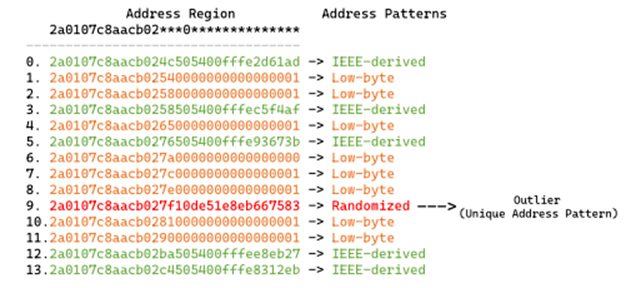 Address Region Address Patterns
2a0107c8aacb02***0**************
0. 2a0107c8aacb024c505400fffe2d61ad -> IEEE-derived
1. 2a0107c8aacb02540000000000000001 -> Low-byte
2. 2a0107c8aacb02580000000000000001 -> Low-byte
3. 2a0107c8aacb0258505400fffec5f4af -> IEEE-derived
4. 2a0107c8aacb02650000000000000001 -> Low-byte
5. 2a0107c8aacb0276505400fffe93673b -> IEEE-derived
6. 2a0107c8aacb027a0000000000000000 -> Low-byte
7. 2a0107c8aacb027c0000000000000001 -> Low-byte
8. 2a0107c8aacb027e0000000000000001 -> Low-byte
9. 2a0107c8aacb027f10de51e8eb667583 -> Randomized ---> Outlier
(Unique Address Pattern)
10. 2a0107c8aacb02810000000000000001 -> Low-byte
11. 2a0107c8aacb02900000000000000001 -> Low-byte
12. 2a0107c8aacb02ba505400fffee8eb27 -> IEEE-derived
13. 2a0107c8aacb02c4505400fffe8312eb -> IEEE-derived